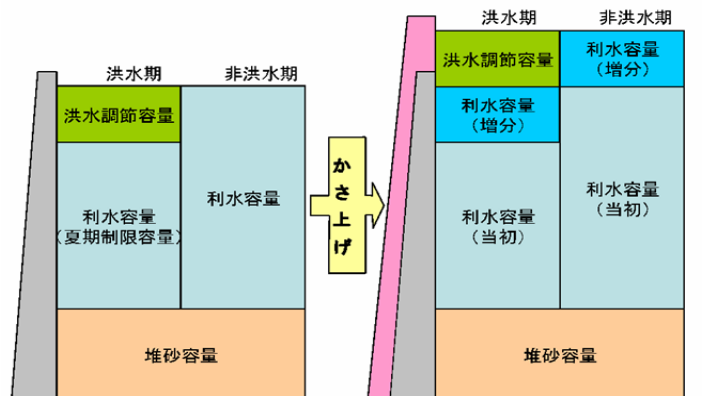 洪水期
非洪水期
洪水調節容量
利水容量
(夏期制限容量)
利水容量
堆砂容量
かさ上げ
洪水期
非洪水期
洪水調節容量
利水容量
(増分)
利水容量
(増分)
利水容量
(当初)
利水容量
(当初)
堆砂容量